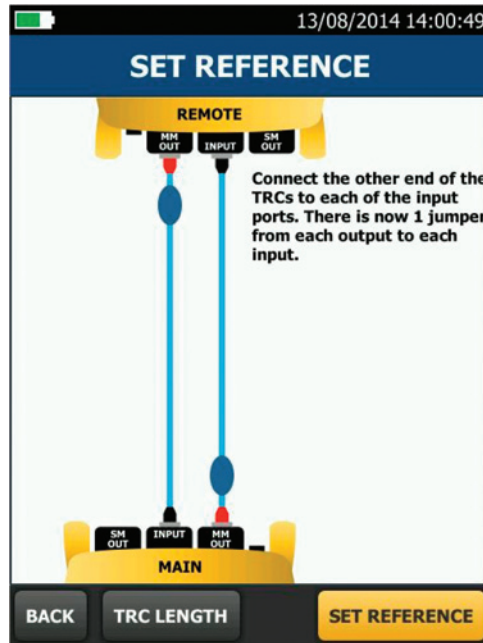 13/08/2014 14:00:49
SET REFERENCE
REMOTE
MM OUT
INPUT
SM OUT
Connect the other end of the
TRCs to each of the input
ports. There is now 1 jumper
from each output to each
input.
SM OUT
INPUT
MM OUT
MAIN
BACK
TRC LENGTH
SET REFERENCE